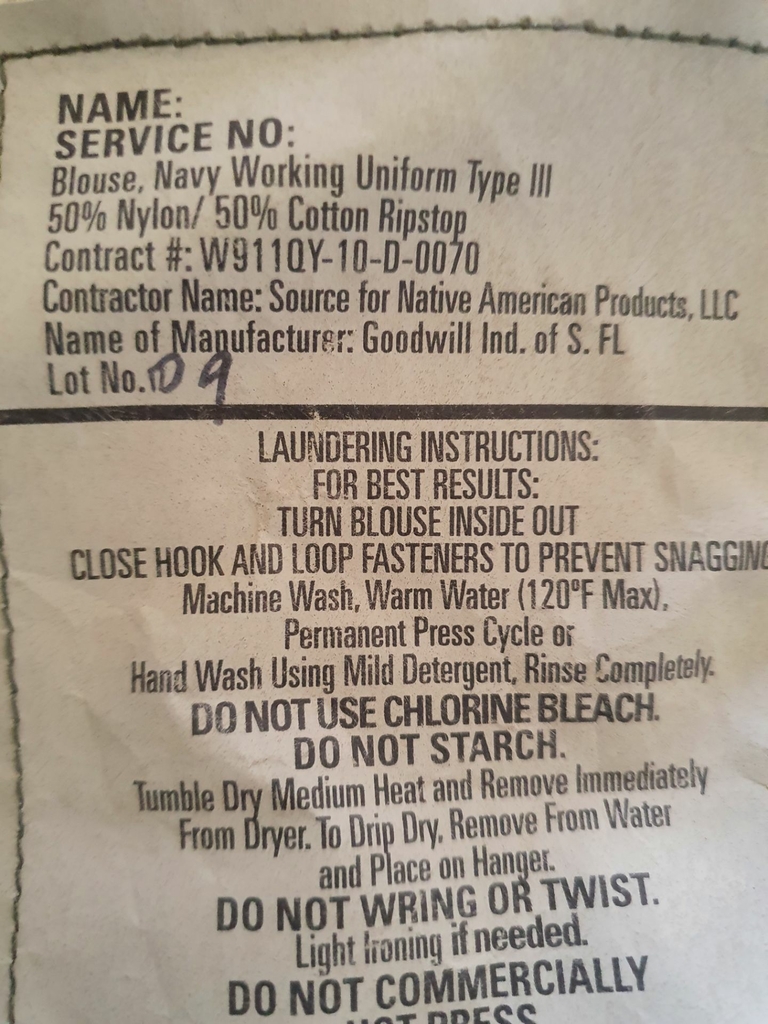 NAME:
SERVICE NO:
Blouse, Navy Working Uniform Type III
50% Nylon/ 50% Cotton Ripstop
Contract #: W911QY-10-D-0070
Contractor Name: Source for Native American Products, LLC
Name of Manufacturer: Goodwill Ind. of S. FL
Lot No. 09
LAUNDERING INSTRUCTIONS:
FOR BEST RESULTS:
TURN BLOUSE INSIDE OUT
CLOSE HOOK AND LOOP FASTENERS TO PREVENT SNAGGING
Machine Wash, Warm Water (120°F Max),
Permanent Press Cycle or
Hand Wash Using Mild Detergent, Rinse Completely.
DO NOT USE CHLORINE BLEACH.
DO NOT STARCH.
Tumble Dry Medium Heat and Remove Immediately
From Dryer. To Drip Dry, Remove From Water
and Place on Hanger.
DO NOT WRING OR TWIST.
Light Ironing if needed.
DO NOT COMMERCIALLY
HOT PRESS